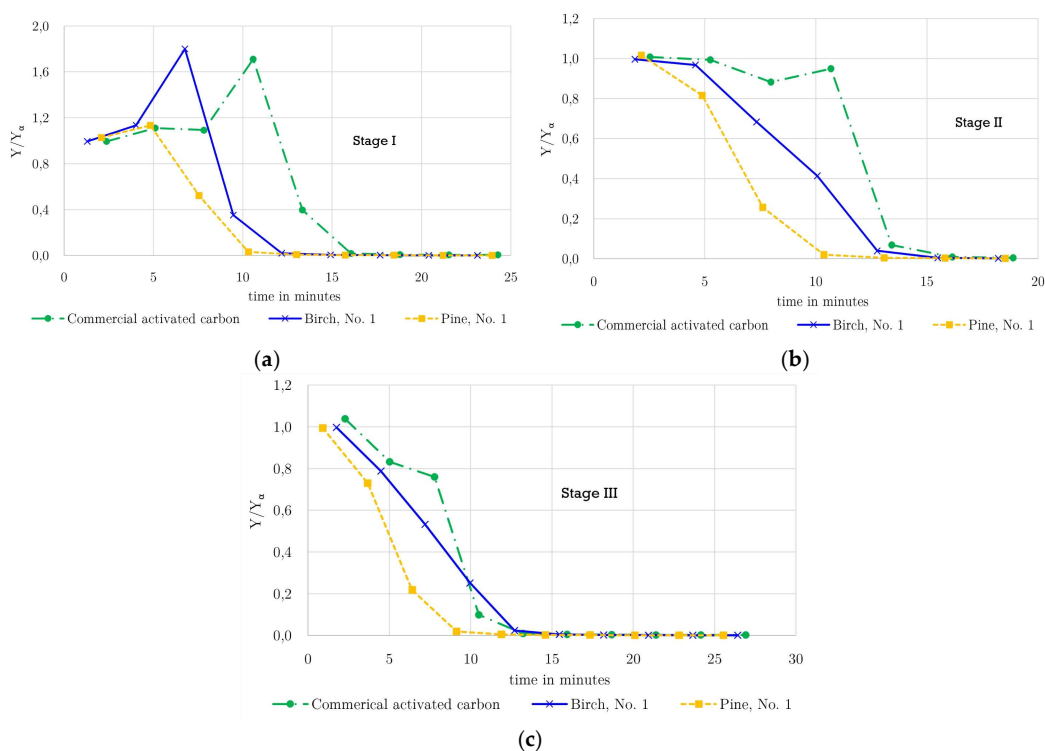 2,0
1,6
1,2
0,8
0,4
0,0
Y/Yα
Stage I
0 5 10 15 20 25
time in minutes
Commercial activated carbon Birch, No. 1 Pine, No. 1
(a)
1,2
1,0
0,8
0,6
0,4
0,2
0,0
Y/Yα
Stage II
0 5 10 15 20
time in minutes
Commercial activated carbon Birch, No. 1 Pine, No. 1
(b)
1,2
1,0
0,8
0,6
0,4
0,2
0,0
Y/Yα
Stage III
0 5 10 15 20 25 30
time in minutes
Commerical activated carbon Birch, No. 1 Pine, No. 1
(c)